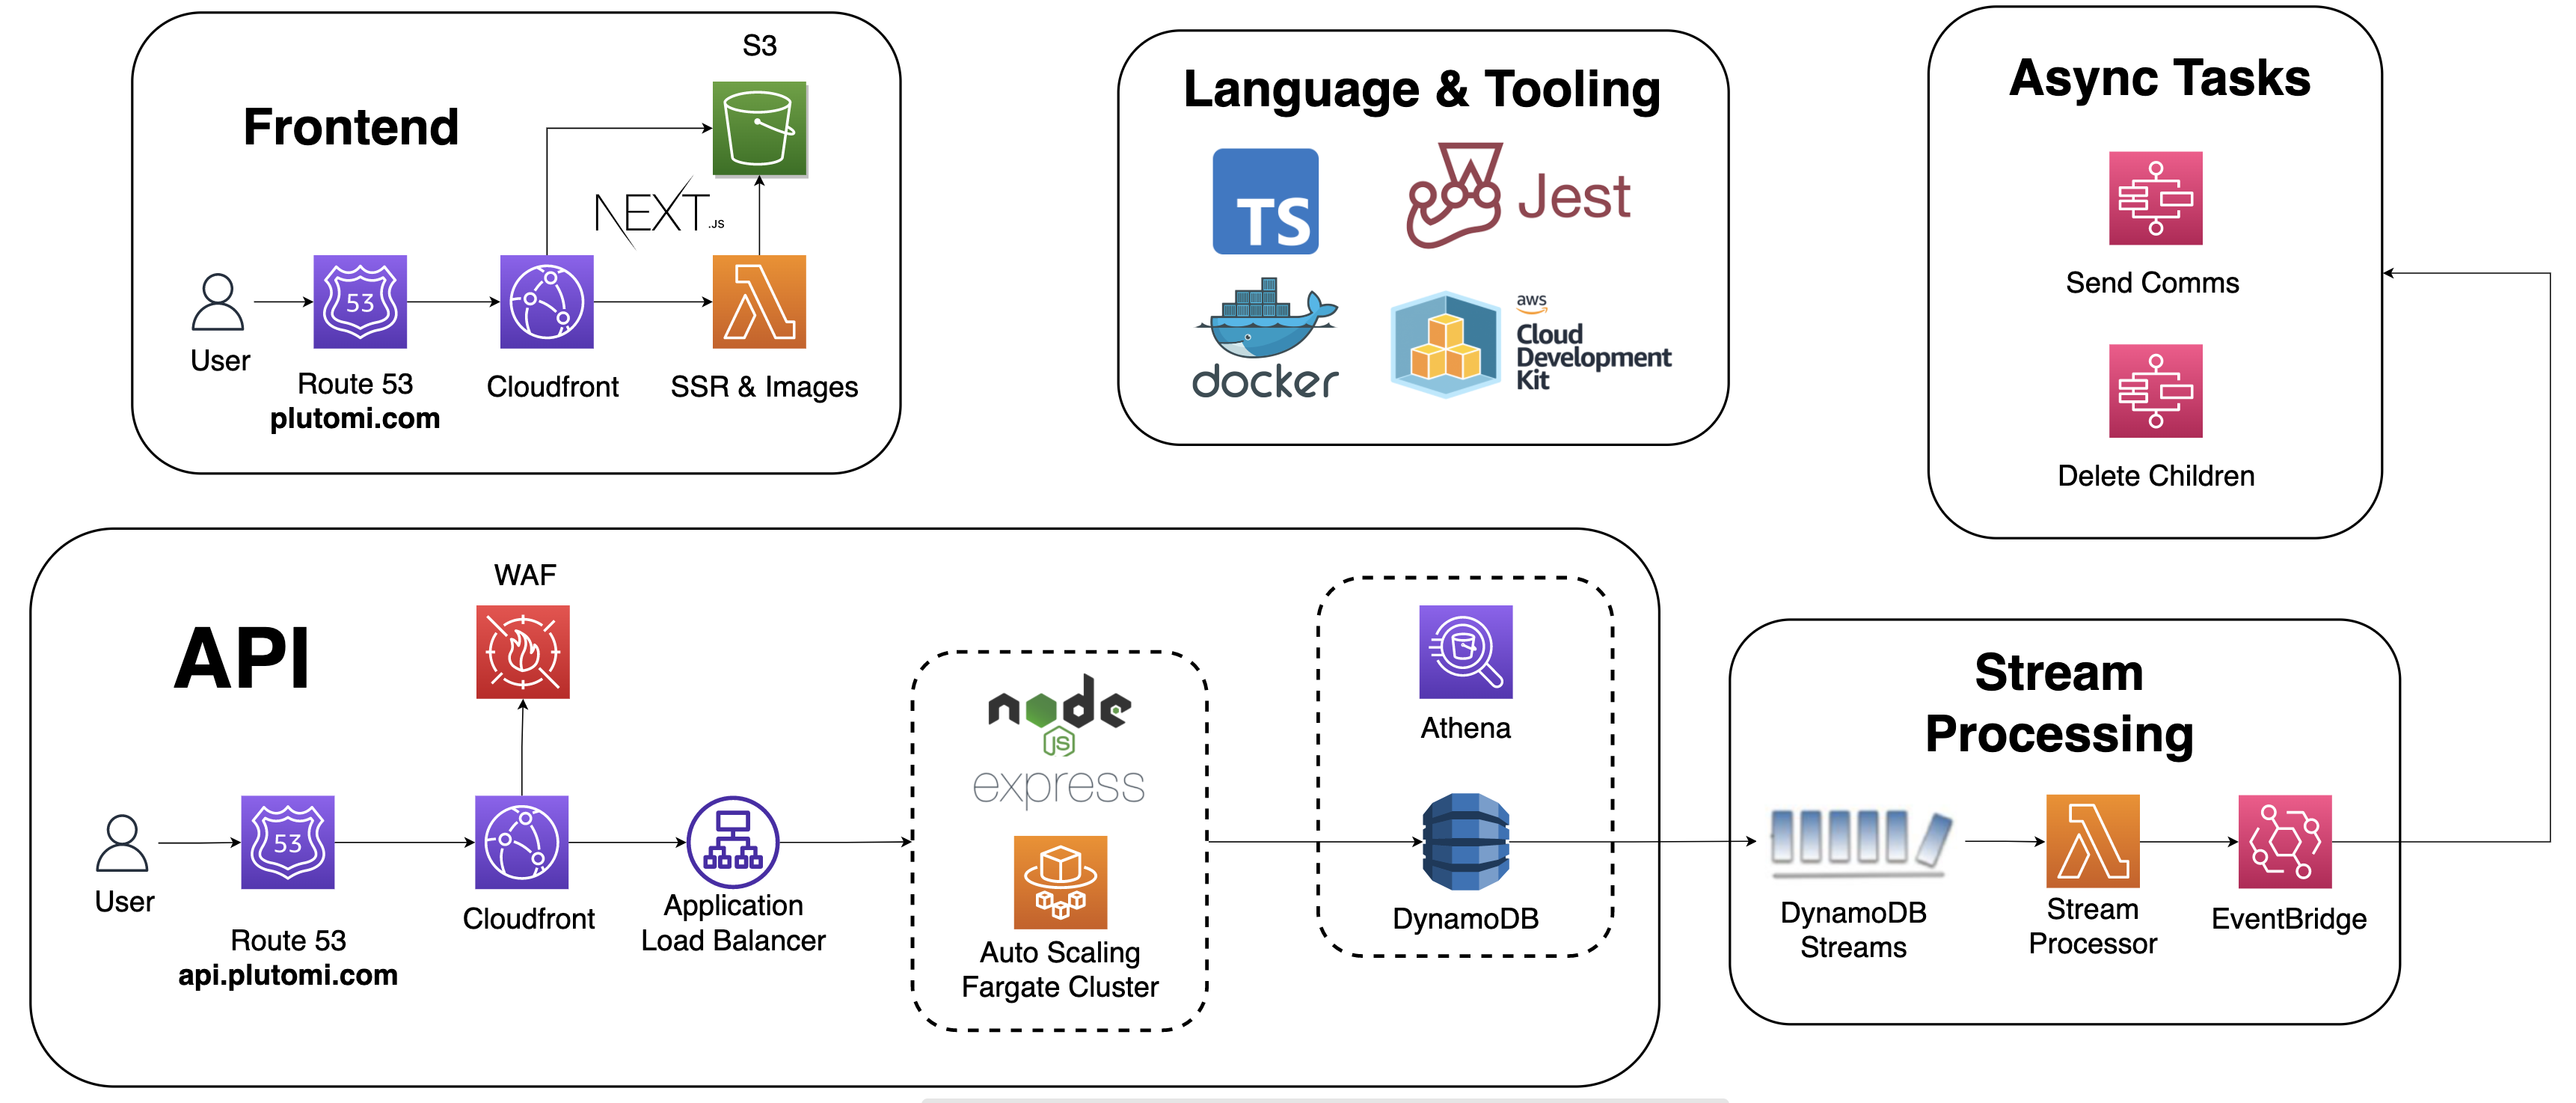 Frontend
S3
NEXT.JS
53
User
Route 53
plutomi.com
Cloudfront
SSR & Images
Language & Tooling
TS
Jest
docker
aws
Cloud
Development
Kit
Async Tasks
Send Comms
Delete Children
API
WAF
53
User
Route 53
api.plutomi.com
Cloudfront
Application
Load Balancer
node
JS
express
Auto Scaling
Fargate Cluster
Athena
DynamoDB
Stream
Processing
DynamoDB
Streams
Stream
Processor
EventBridge